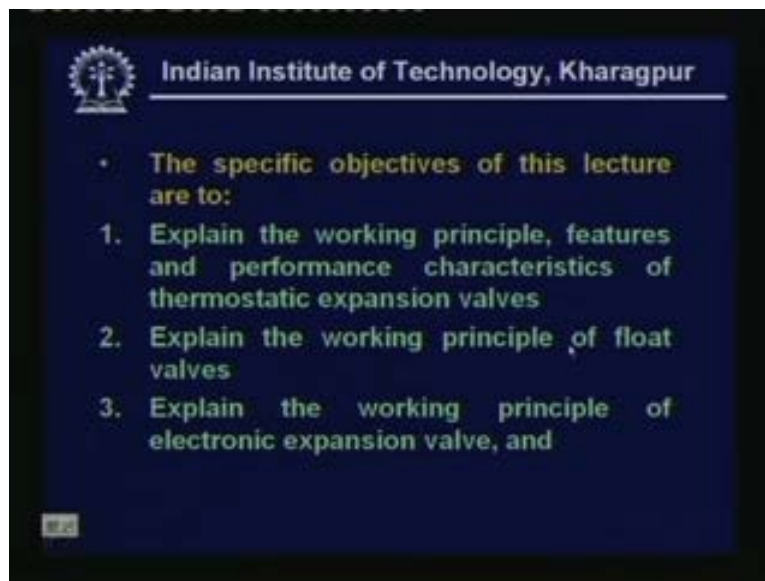 Indian Institute of Technology, Kharagpur
• The specific objectives of this lecture
are to:
1. Explain the working principle, features
and performance characteristics of
thermostatic expansion valves
2. Explain the working principle of float
valves
3. Explain the working principle of
electronic expansion valve, and